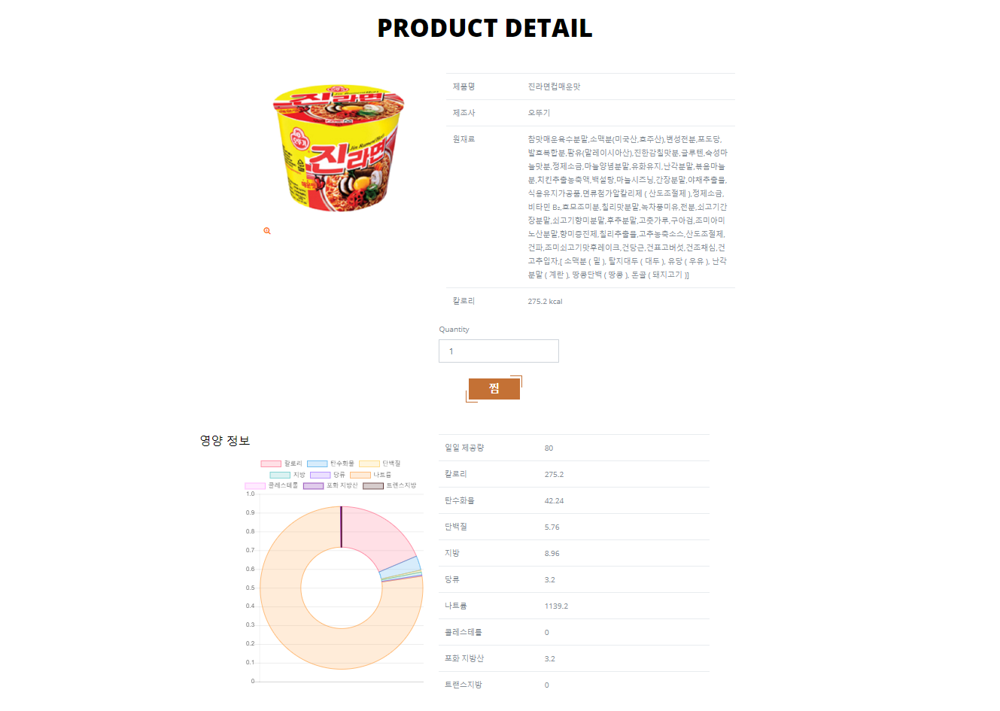 PRODUCT DETAIL
진라면
Jin Ramen(Hot)
매운맛
제품명 진라면컵매운맛
제조사 오뚜기
원재료 참맛매운육수분말,소맥분(미국산,호주산),변성전분,포도당,
발효복합분,팜유(말레이시아산),진한감칠맛분,글루텐,숙성마
늘맛분,정제소금,마늘양념분말,유화유지,난각분말,볶음마늘
분,치킨추출농축액,백설탕,마늘시즈닝,간장분말,야채추출물,
식용유지가공품,면류첨가알칼리제 ( 산도조절제 ),정제소금,
비타민 B₂,효모조미분,칠리맛분말,녹차풍미유,전분,쇠고기간
장분말,쇠고기향미분말,후추분말,고춧가루,구아검,조미아미
노산분말,향미증진제,칠리추출물,고추농축소스,산도조절제,
건파,조미쇠고기맛후레이크,건당근,건표고버섯,건조채심,건
고추입자,[ 소맥분 ( 밀 ), 탈지대두 ( 대두 ), 유당 ( 우유 ), 난각
분말 ( 계란 ), 땅콩단백 ( 땅콩 ), 돈골 ( 돼지고기 )]
칼로리 275.2 kcal
Quantity
1
찜
영양 정보
칼로리 탄수화물 단백질
지방 당류 나트륨
콜레스테롤 포화 지방산 트렌스지방
1.0
0.9
0.8
0.7
0.6
0.5
0.4
0.3
0.2
0.1
0
일일 제공량 80
칼로리 275.2
탄수화물 42.24
단백질 5.76
지방 8.96
당류 3.2
나트륨 1139.2
콜레스테롤 0
포화 지방산 3.2
트랜스지방 0